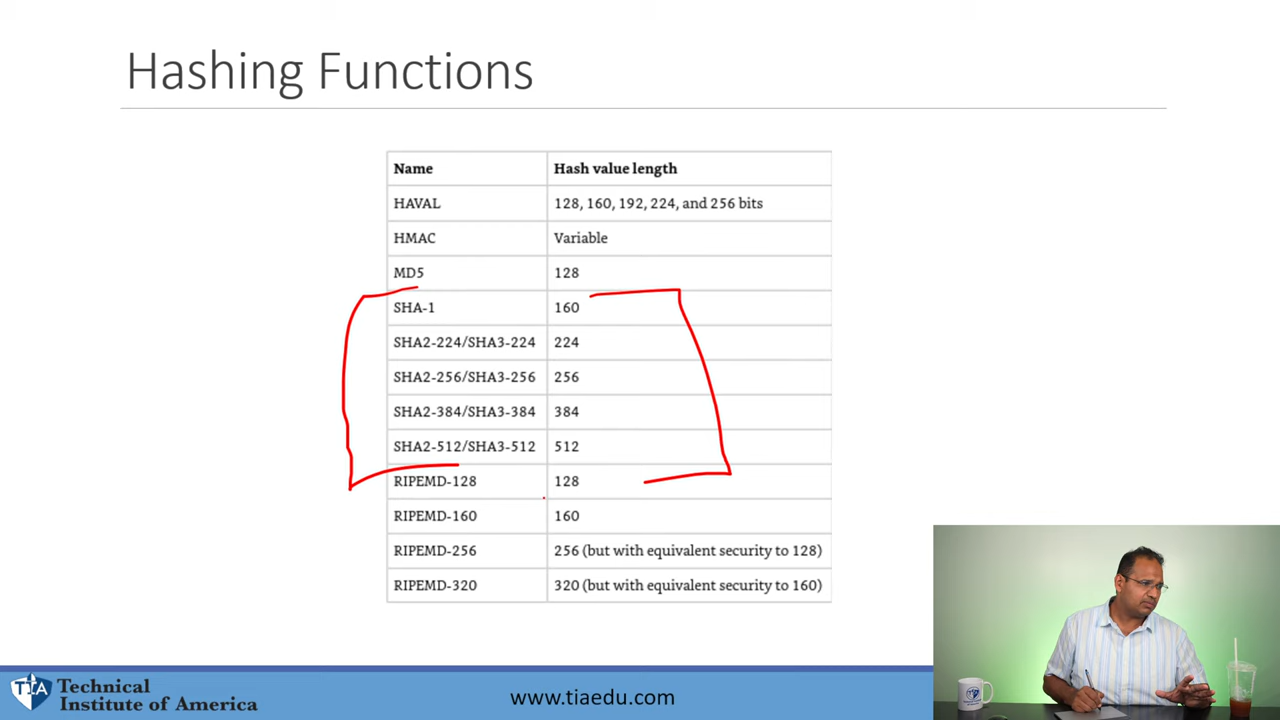 Hashing Functions
Name Hash value length
HAVAL 128, 160, 192, 224, and 256 bits
HMAC Variable
MD5 128
SHA-1 160
SHA2-224/SHA3-224 224
SHA2-256/SHA3-256 256
SHA2-384/SHA3-384 384
SHA2-512/SHA3-512 512
RIPEMD-128 128
RIPEMD-160 160
RIPEMD-256 256 (but with equivalent security to 128)
RIPEMD-320 320 (but with equivalent security to 160)
TIA
Technical
Institute of America
www.tiaedu.com